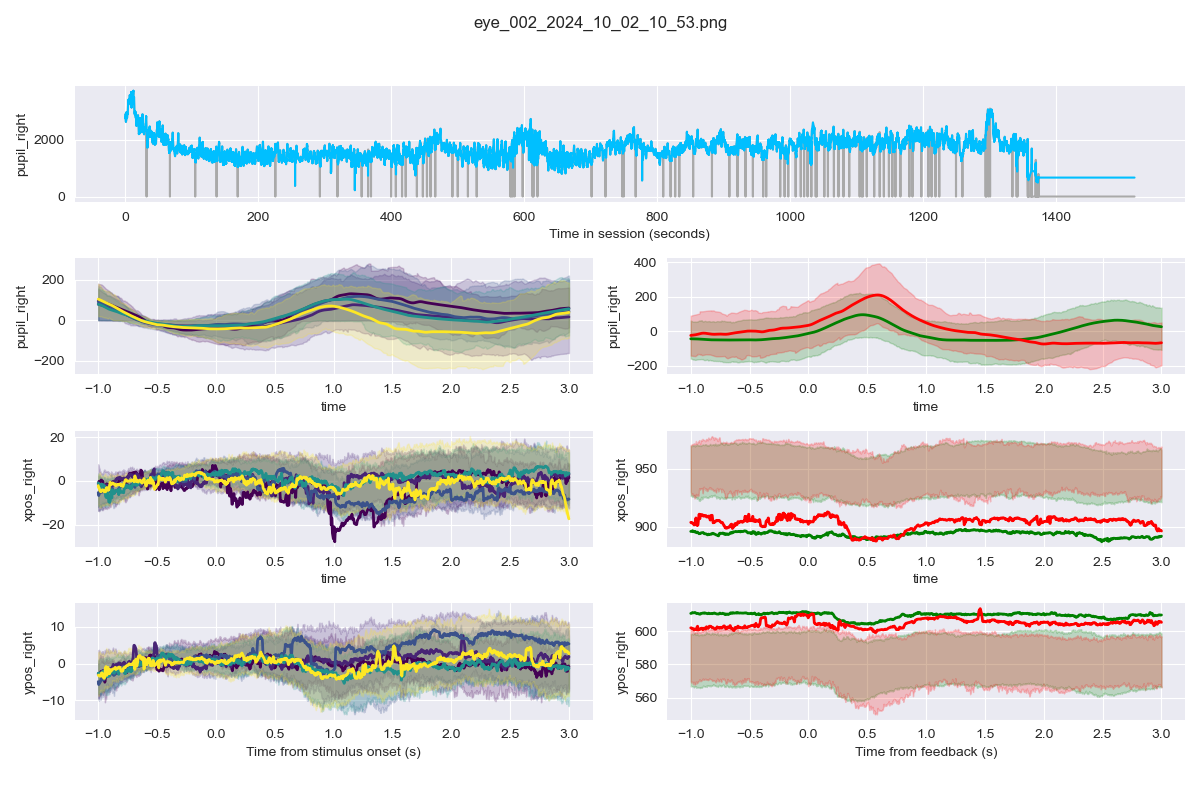 eye_002_2024_10_02_10_53.png
pupil_right
2000
0
0 200 400 600 800 1000 1200 1400
Time in session (seconds)
pupil_right
200
0
−200
−1.0 −0.5 0.0 0.5 1.0 1.5 2.0 2.5 3.0
time
pupil_right
400
200
0
−200
−1.0 −0.5 0.0 0.5 1.0 1.5 2.0 2.5 3.0
time
xpos_right
20
0
−20
−1.0 −0.5 0.0 0.5 1.0 1.5 2.0 2.5 3.0
time
xpos_right
950
900
−1.0 −0.5 0.0 0.5 1.0 1.5 2.0 2.5 3.0
time
ypos_right
10
0
−10
−1.0 −0.5 0.0 0.5 1.0 1.5 2.0 2.5 3.0
Time from stimulus onset (s)
ypos_right
600
580
560
−1.0 −0.5 0.0 0.5 1.0 1.5 2.0 2.5 3.0
Time from feedback (s)